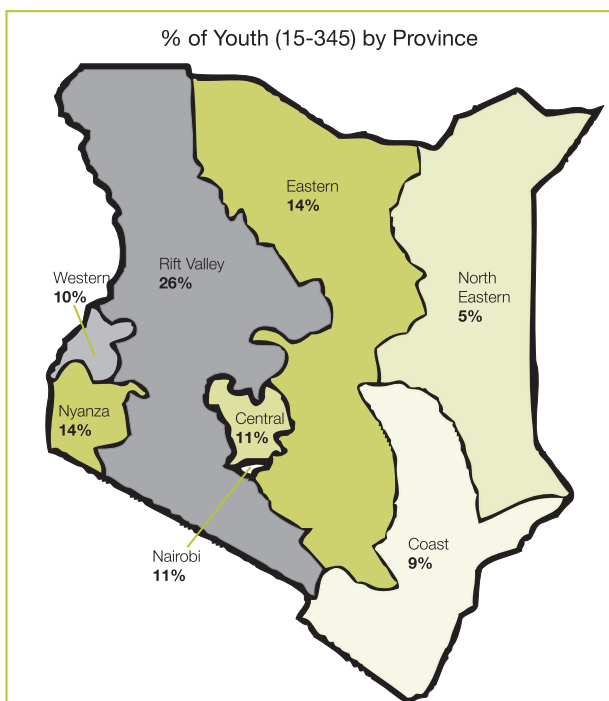 % of Youth (15-345) by Province
Eastern
14%
Rift Valley
26%
Western
10%
North
Eastern
5%
Nyanza
14%
Central
11%
Nairobi
11%
Coast
9%